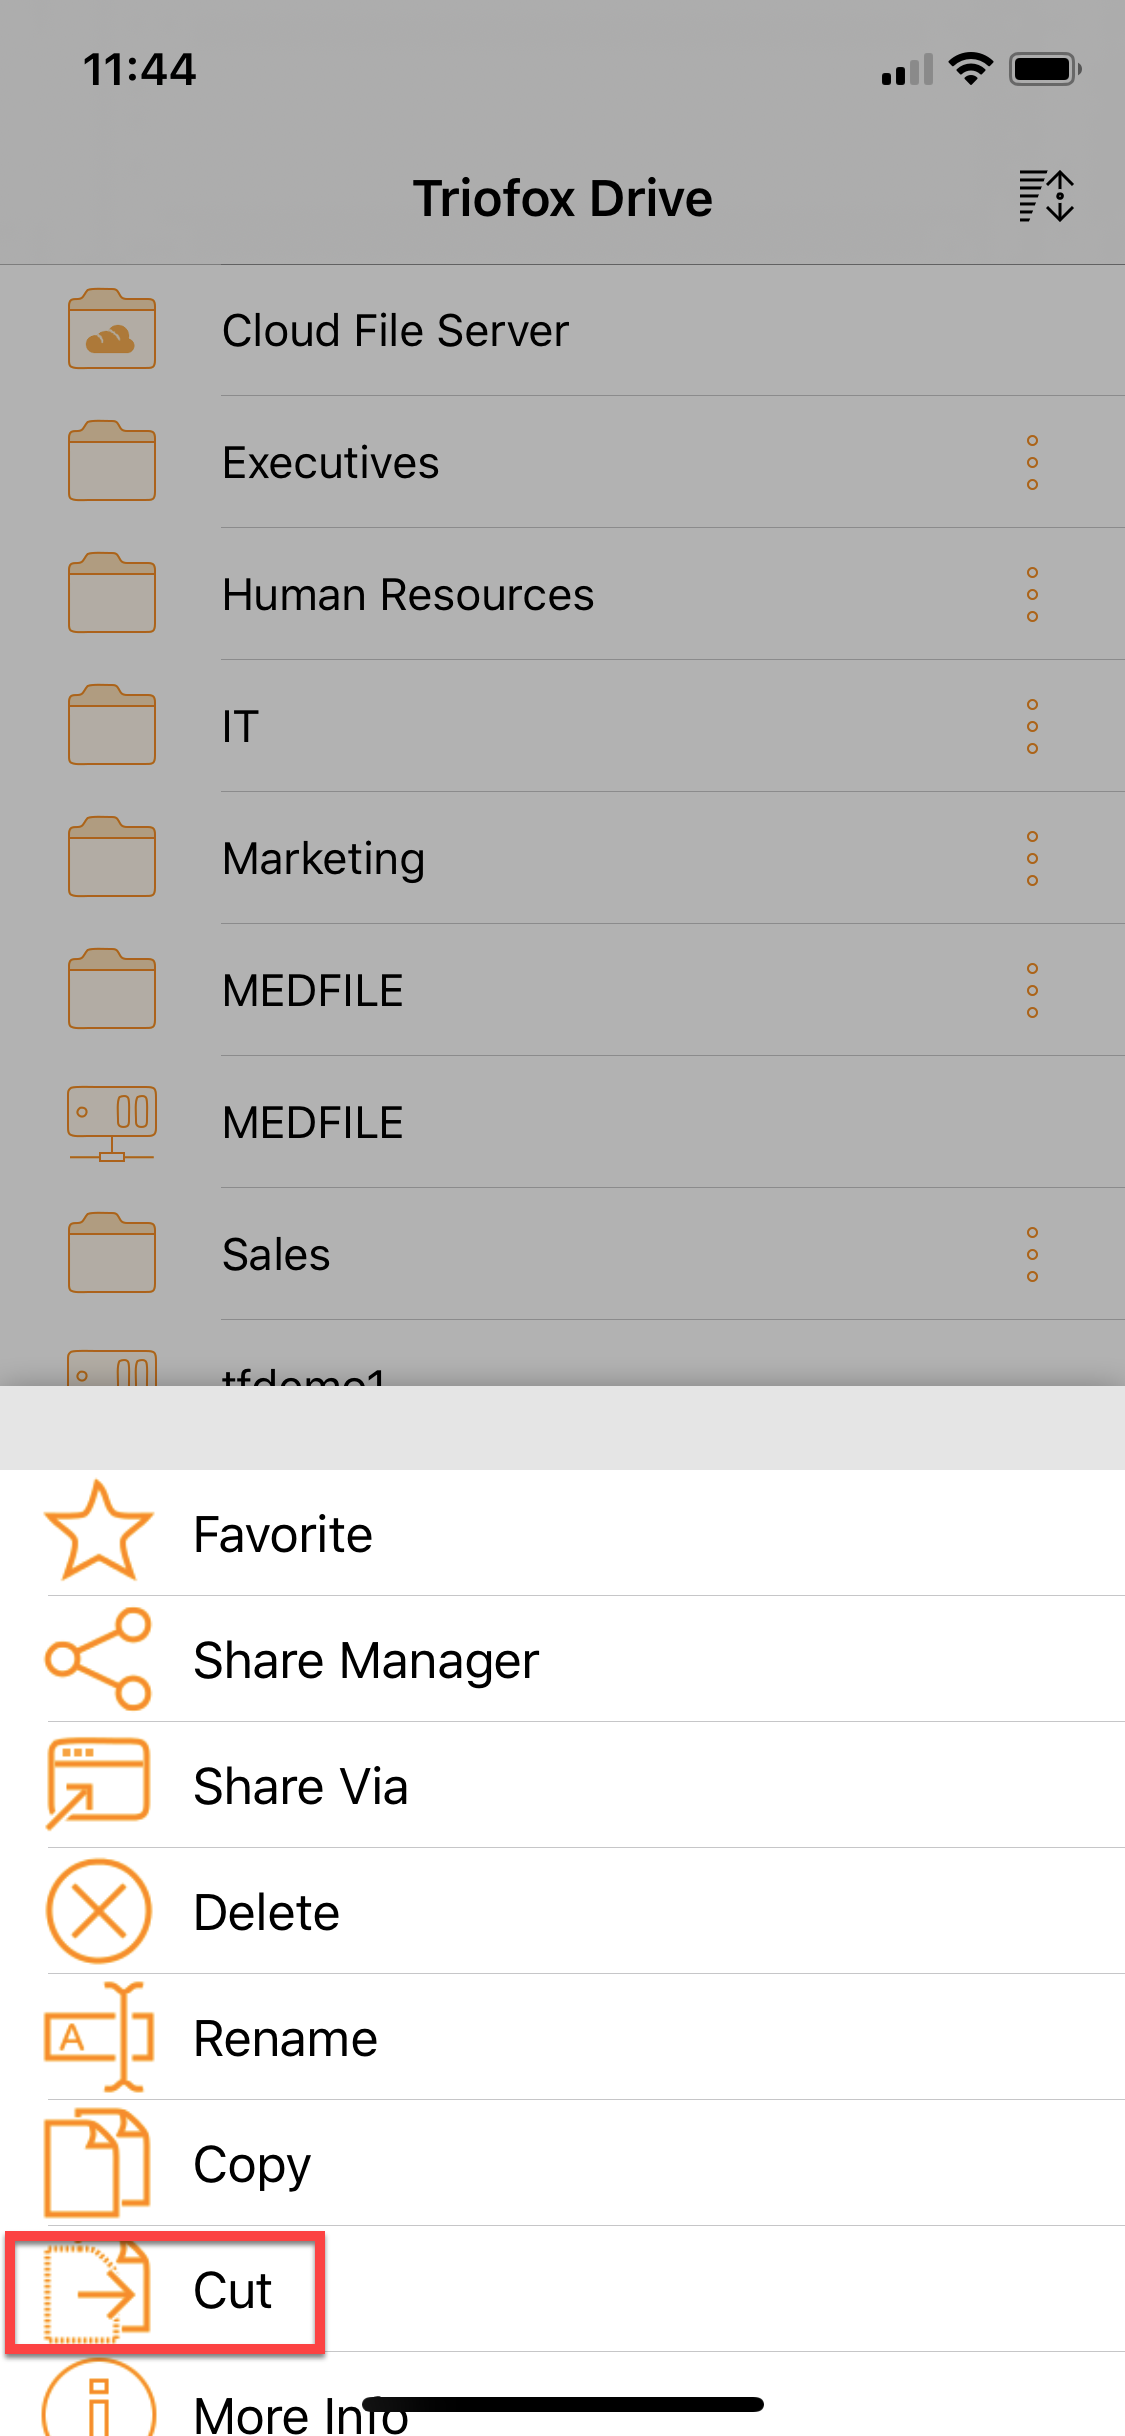 11:44
Triofox Drive
Cloud File Server
Executives
Human Resources
IT
Marketing
MEDFILE
MEDFILE
Sales
tfdemo1
Favorite
Share Manager
Share Via
Delete
A
Rename
Copy
Cut
More Info